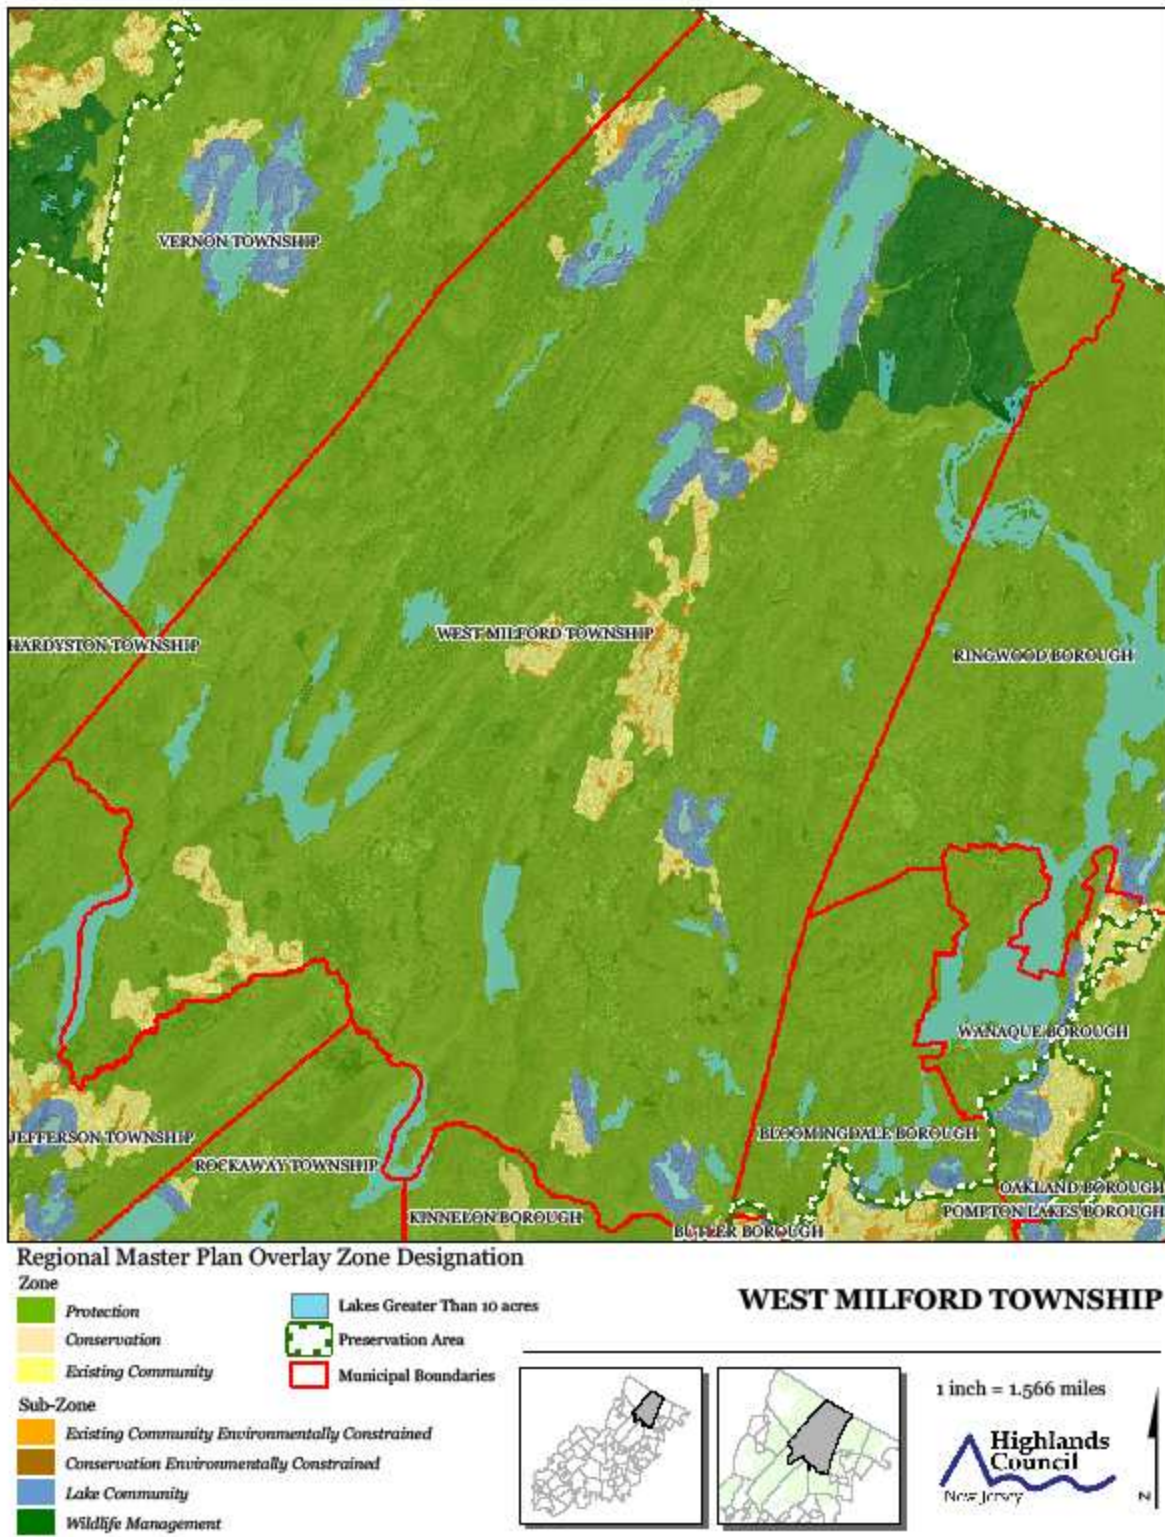 VERNON TOWNSHIP
HARDYSTON TOWNSHIP
WEST MILFORD TOWNSHIP
RINGWOOD BOROUGH
WANAQUE BOROUGH
JEFFERSON TOWNSHIP
BLOOMINGDALE BOROUGH
ROCKAWAY TOWNSHIP
OAKLAND BOROUGH
KINNELON BOROUGH
POMPTON LAKES BOROUGH
BUTLER BOROUGH
Regional Master Plan Overlay Zone Designation
Zone
Protection
Conservation
Existing Community
Lakes Greater Than 10 acres
Preservation Area
Municipal Boundaries
Sub-Zone
Existing Community Environmentally Constrained
Conservation Environmentally Constrained
Lake Community
Wildlife Management
WEST MILFORD TOWNSHIP
1 inch = 1.566 miles
Highlands
Council
New Jersey
N